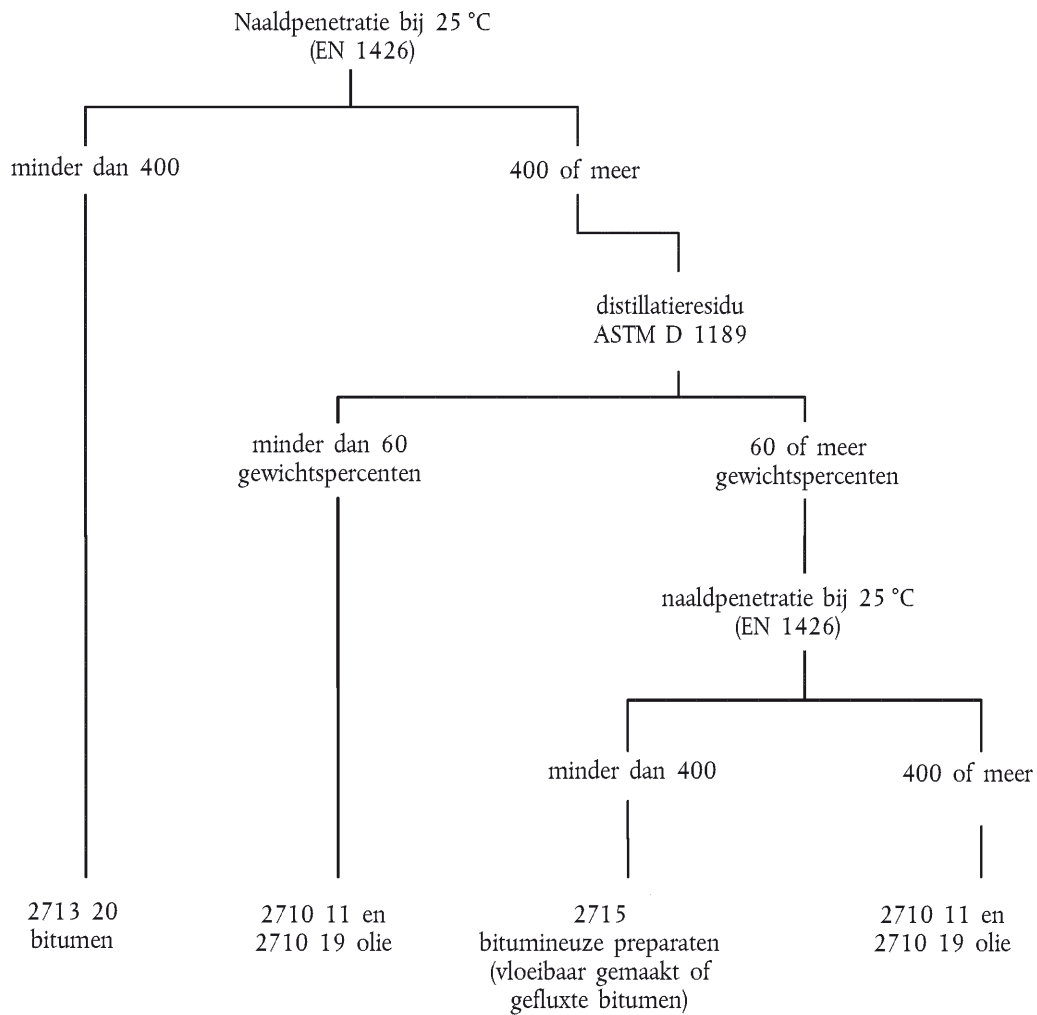 Naaldpenetratie bij 25 °C
(EN 1426)
minder dan 400
400 of meer
distillatieresidu
ASTM D 1189
minder dan 60
gewichtspercenten
60 of meer
gewichtspercenten
naaldpenetratie bij 25 °C
(EN 1426)
minder dan 400
400 of meer
2713 20
bitumen
2710 11 en
2710 19 olie
2715
bitumineuze preparaten
(vloeibaar gemaakt of
gefluxte bitumen)
2710 11 en
2710 19 olie